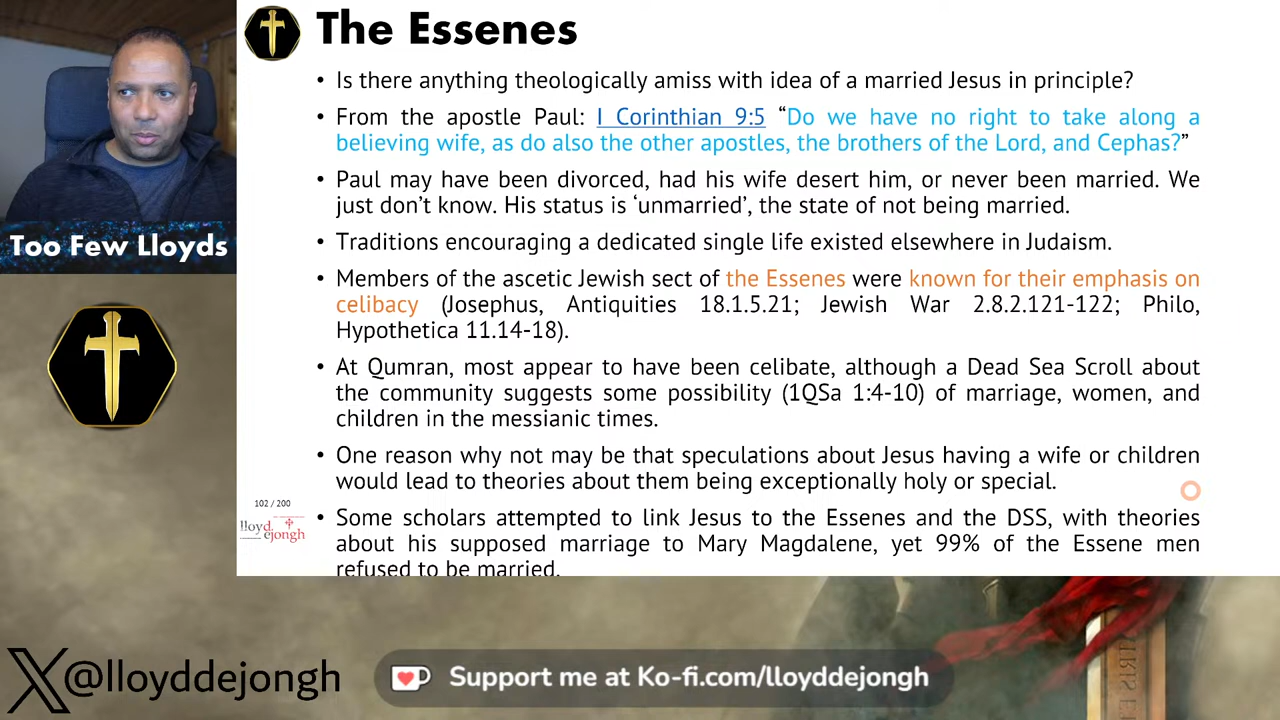 The Essenes
• Is there anything theologically amiss with idea of a married Jesus in principle?
• From the apostle Paul: I Corinthian 9:5 “Do we have no right to take along a
believing wife, as do also the other apostles, the brothers of the Lord, and Cephas?”
• Paul may have been divorced, had his wife desert him, or never been married. We
just don’t know. His status is ‘unmarried’, the state of not being married.
• Traditions encouraging a dedicated single life existed elsewhere in Judaism.
• Members of the ascetic Jewish sect of the Essenes were known for their emphasis on
celibacy (Josephus, Antiquities 18.1.5.21; Jewish War 2.8.2.121-122; Philo,
Hypothetica 11.14-18).
• At Qumran, most appear to have been celibate, although a Dead Sea Scroll about
the community suggests some possibility (1QSa 1:4-10) of marriage, women, and
children in the messianic times.
• One reason why not may be that speculations about Jesus having a wife or children
would lead to theories about them being exceptionally holy or special.
• Some scholars attempted to link Jesus to the Essenes and the DSS, with theories
about his supposed marriage to Mary Magdalene, yet 99% of the Essene men
refused to be married.
Too Few Lloyds
102 / 200
lloyd
dejongh
X@lloyddejongh
Support me at Ko-fi.com/lloyddejongh